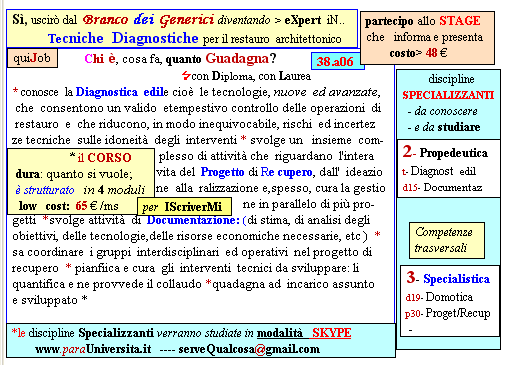 Sì, uscirò dal Branco dei Generici diventando > eXpert iN..
Tecniche Diagnostiche per il restauro architettonico
partecipo allo STAGE
che informa e presenta
costo> 48 €
quiJob
Chi è, cosa fa, quanto Guadagna?
38.a06
con Diploma, con Laurea
* conosce la Diagnostica edile cioè le tecnologie, nuove ed avanzate,
che consentono un valido etempestivo controllo delle operazioni di
restauro e che riducono, in modo inequivocabile, rischi ed incertez
ze tecniche sulle idoneità degli interventi * svolge un insieme com-
plesso di attività che riguardano l'intera
vita del Progetto di Re cupero, dall' ideazio
ne alla ralizzazione e,spesso, cura la gestio
ne in parallelo di più pro-
getti *svolge attività di Documentazione: (di stima, di analisi degli
obiettivi, delle tecnologie,delle risorse economiche necessarie, etc ) *
sa coordinare i gruppi interdisciplinari ed operativi nel progetto di
recupero * pianfiica e cura gli interventi tecnici da sviluppare: li
quantifica e ne provvede il collaudo *quadagna ad incarico assunto
e sviluppato *
* il CORSO
dura: quanto si vuole;
è strutturato in 4 moduli
low cost: 65 € /ms
per IScriverMi
discipline
SPECIALIZZANTI
- da conoscere
- e da studiare
2- Propedeutica
t- Diagnost edil
d15- Documentaz
Competenze
trasversali
3- Specialistica
d19- Domotica
p30- Proget/Recup
-
*le discipline Specializzanti verranno studiate in modalità SKYPE
www.paraUniversita.it ---- serveQualcosa@gmail.com